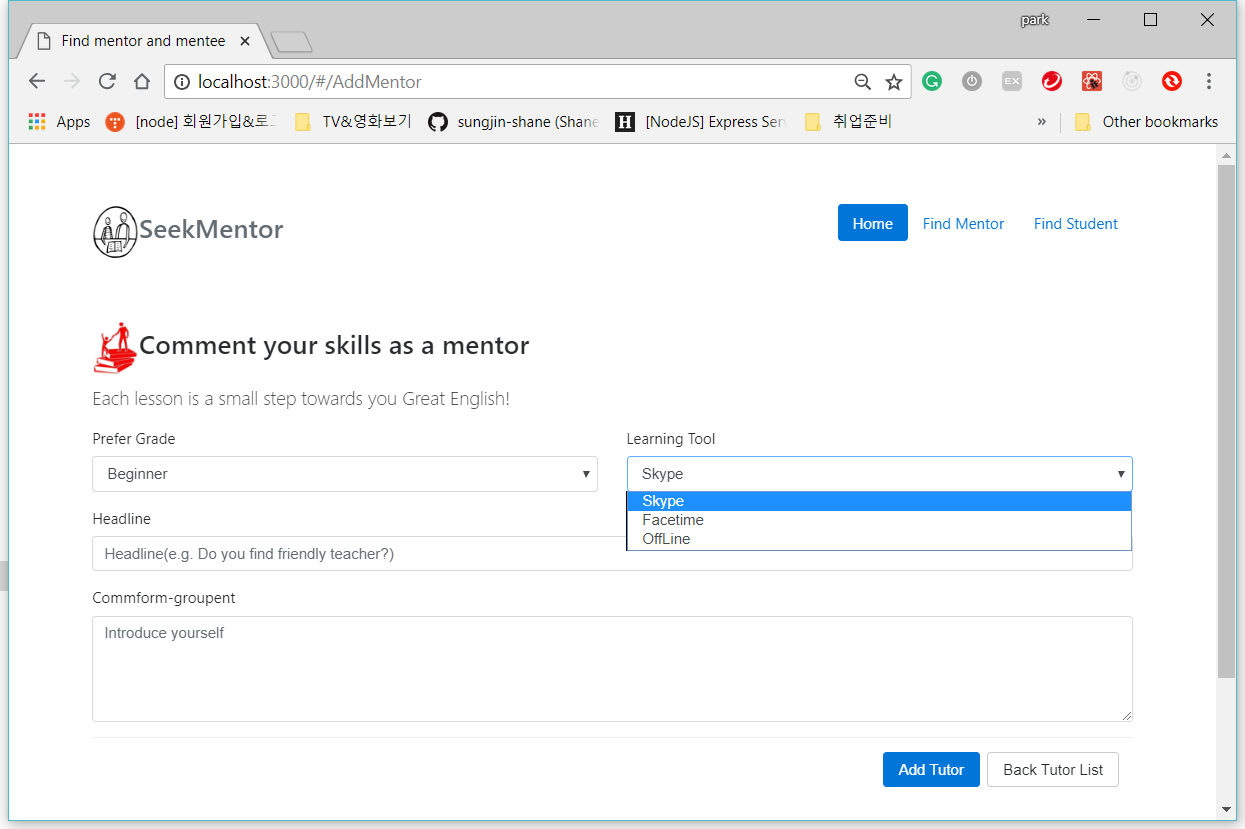 park
Find mentor and mentee
localhost:3000/#/AddMentor
EX
Apps [node] 회원가입&로그 TV&영화보기 sungjin-shane (Shane [NodeJS] Express Ser 취업준비 » Other bookmarks
SeekMentor
Home Find Mentor Find Student
Comment your skills as a mentor
Each lesson is a small step towards you Great English!
Prefer Grade Learning Tool
Beginner Skype
Skype
Facetime
OffLine
Headline
Headline(e.g. Do you find friendly teacher?)
Commform-groupent
Introduce yourself
Add Tutor Back Tutor List